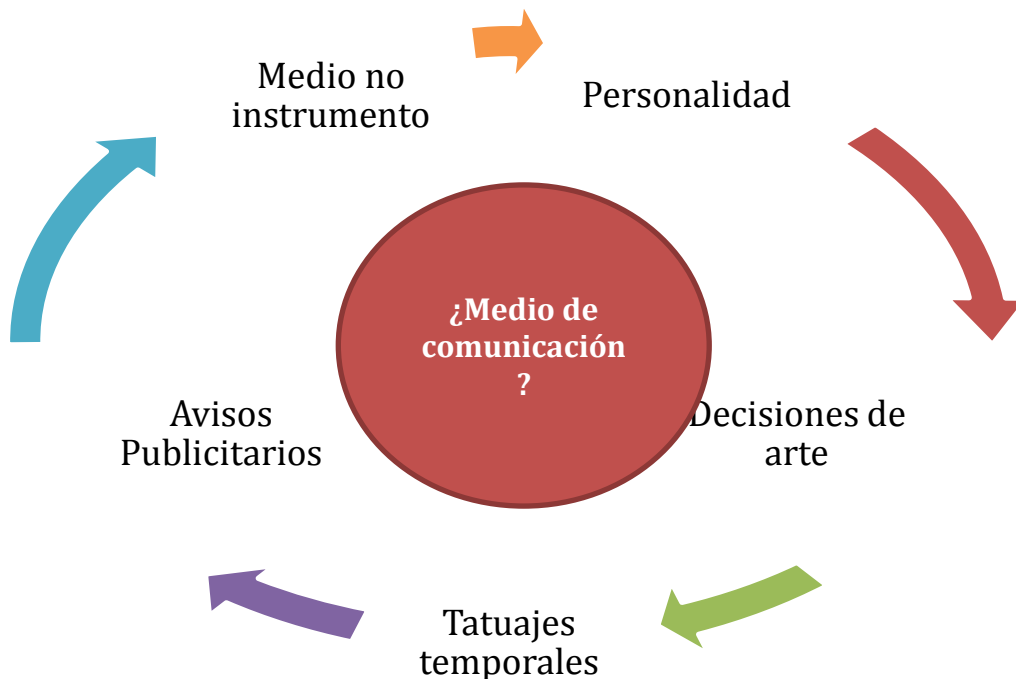 Medio no
instrumento
Personalidad
¿Medio de
comunicación
?
Decisiones de
arte
Avisos
Publicitarios
Tatuajes
temporales